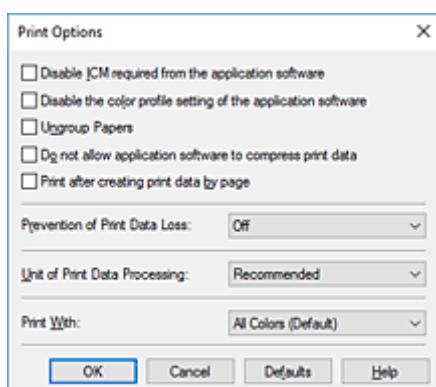 Print Options
Disable ICM required from the application software
Disable the color profile setting of the application software
Ungroup Papers
Do not allow application software to compress print data
Print after creating print data by page
Prevention of Print Data Loss: Off
Unit of Print Data Processing: Recommended
Print With: All Colors (Default)
OK Cancel Defaults Help